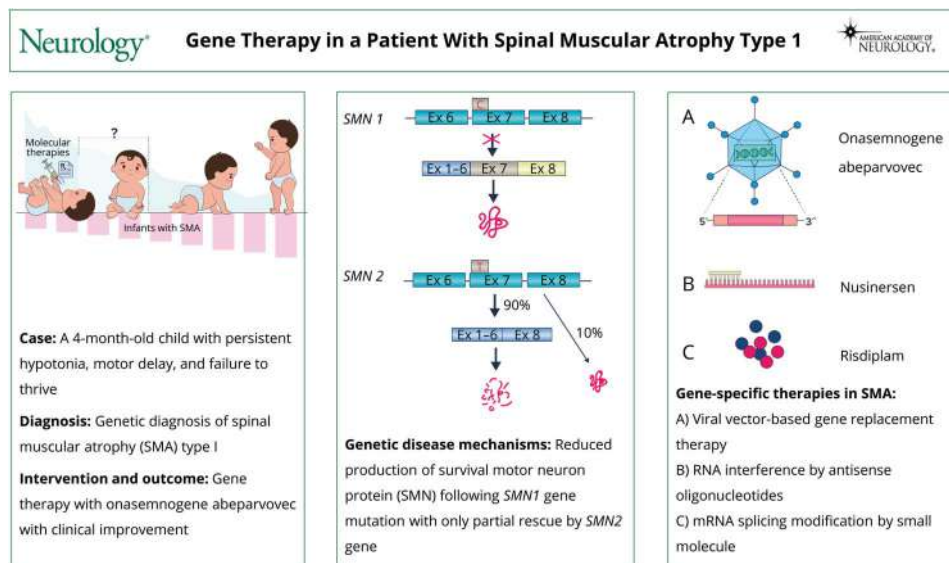 Neurology®
Gene Therapy in a Patient With Spinal Muscular Atrophy Type 1
AMERICAN ACADEMY OF
NEUROLOGY®
Molecular
therapies
?
Infants with SMA
Case: A 4-month-old child with persistent
hypotonia, motor delay, and failure to
thrive
Diagnosis: Genetic diagnosis of spinal
muscular atrophy (SMA) type I
Intervention and outcome: Gene
therapy with onasemnogene abeparvovec
with clinical improvement
C
SMN 1
Ex 6
Ex 7
Ex 8
Ex 1–6
Ex 7
Ex 8
T
SMN 2
Ex 6
Ex 7
Ex 8
90%
10%
Ex 1–6
Ex 8
Genetic disease mechanisms: Reduced
production of survival motor neuron
protein (SMN) following SMN1 gene
mutation with only partial rescue by SMN2
gene
A
Onasemnogene
abeparvovec
5'
3'
B
Nusinersen
C
Risdiplam
Gene-specific therapies in SMA:
A) Viral vector-based gene replacement
therapy
B) RNA interference by antisense
oligonucleotides
C) mRNA splicing modification by small
molecule